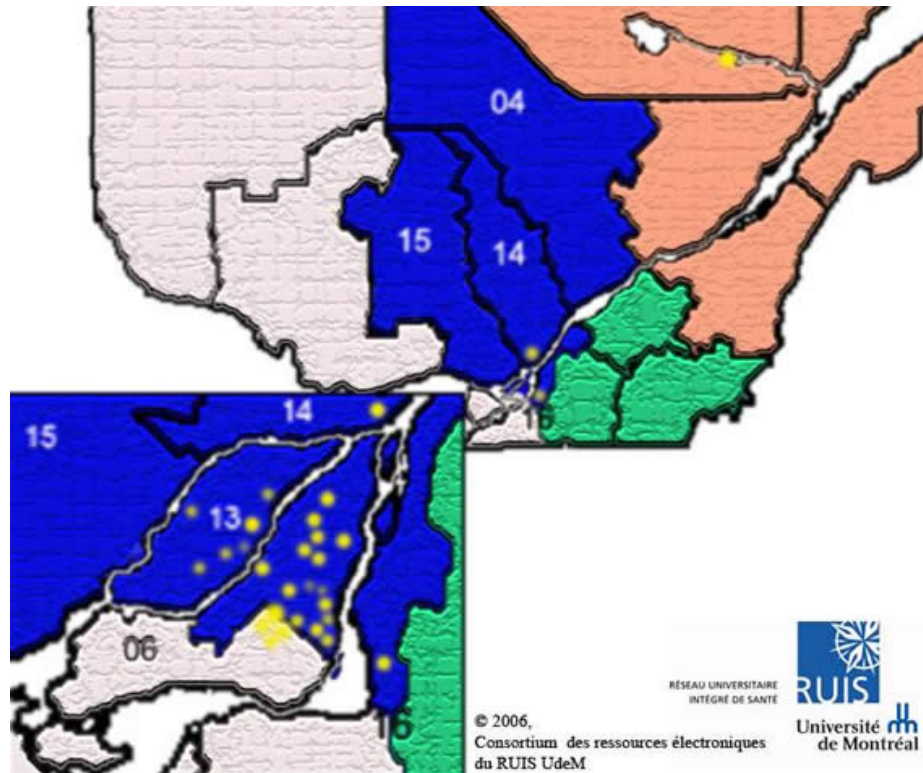 04
15
14
16
14
15
13
06
16
RÉSEAU UNIVERSITAIRE
INTÉGRÉ DE SANTÉ
RUIS
Université
de Montréal
© 2006,
Consortium des ressources électroniques
du RUIS UdeM